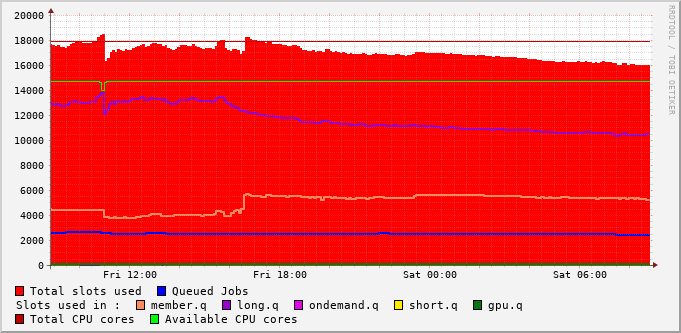 20000
18000
16000
14000
12000
10000
8000
6000
4000
2000
0
Fri 12:00 Fri 18:00 Sat 00:00 Sat 06:00
Total slots used Queued Jobs
Slots used in : member.q long.q ondemand.q short.q gpu.q
Total CPU cores Available CPU cores
RRDTOOL / TOBI OETIKER